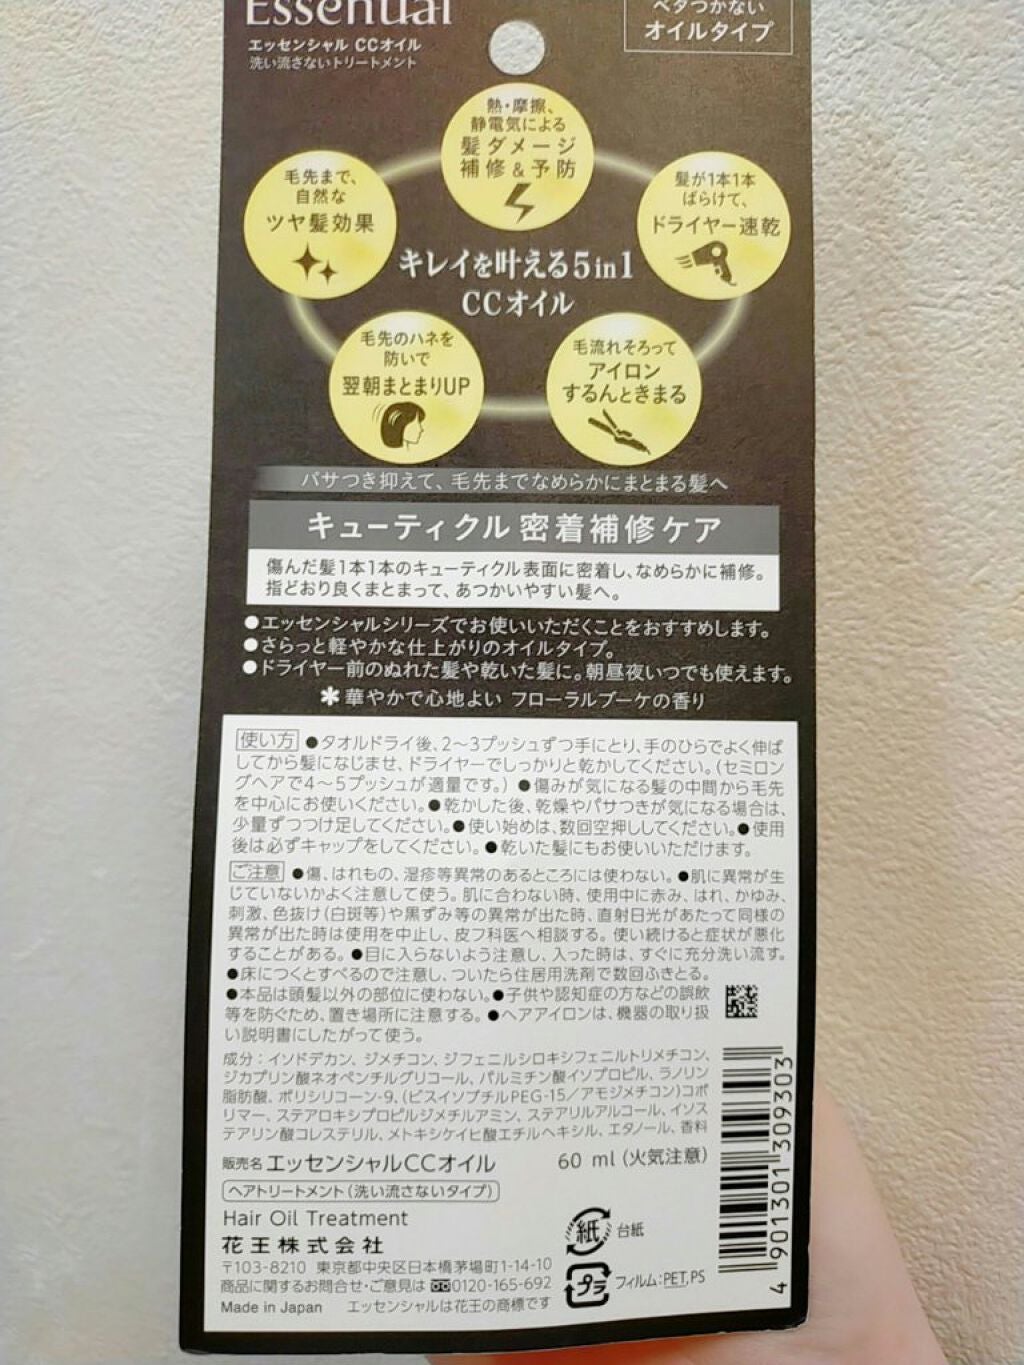 Essential
エッセンシャル CCオイル
洗い流さないトリートメント
ベタつかない
オイルタイプ
熱・摩擦、
静電気による
髪ダメージ
補修&予防
毛先まで、
自然な
ツヤ髪効果
髪が1本1本
ばらけて、
ドライヤー速乾
キレイを叶える5in1
CCオイル
毛先のハネを
防いで
翌朝まとまりUP
毛流れそろって
アイロン
するんときまる
パサつき抑えて、毛先までなめらかにまとまる髪へ
キューティクル 密着補修ケア
傷んだ髪1本1本のキューティクル表面に密着し、なめらかに補修。
指どおり良くまとまって、あつかいやすい髪へ。
●エッセンシャルシリーズでお使いいただくことをおすすめします。
●さらっと軽やかな仕上がりのオイルタイプ。
●ドライヤー前のぬれた髪や乾いた髪に。朝昼夜いつでも使えます。
✻華やかで心地よい フローラルブーケの香り
使い方 ●タオルドライ後、2〜3プッシュずつ手にとり、手のひらでよく伸ば
してから髪になじませ、ドライヤーでしっかりと乾かしてください。(セミロン
グヘアで4〜5プッシュが適量です。) ●傷みが気になる髪の中間から毛先
を中心にお使いください。●乾かした後、乾燥やパサつきが気になる場合は、
少量ずつつけ足してください。●使い始めは、数回空押ししてください。●使用
後は必ずキャップをしてください。●乾いた髪にもお使いいただけます。
ご注意 ●傷、はれもの、湿疹等異常のあるところには使わない。●肌に異常が生
じていないかよく注意して使う。肌に合わない時、使用中に赤み、はれ、かゆみ、
刺激、色抜け(白斑等)や黒ずみ等の異常が出た時、直射日光があたって同様の
異常が出た時は使用を中止し、皮フ科医へ相談する。使い続けると症状が悪化
することがある。●目に入らないよう注意し、入った時は、すぐに充分洗い流す。
●床につくとすべるので注意し、ついたら住居用洗剤で数回ふきとる。
●本品は頭髪以外の部位に使わない。●子供や認知症の方などの誤飲
等を防ぐため、置き場所に注意する。●ヘアアイロンは、機器の取り扱
い説明書にしたがって使う。
成分:イソドデカン、ジメチコン、ジフェニルシロキシフェニルトリメチコン、
ジカプリン酸ネオペンチルグリコール、パルミチン酸イソプロピル、ラノリン
脂肪酸、ポリシリコーン-9、(ビスイソブチルPEG-15/アモジメチコン)コポ
リマー、ステアロキシプロピルジメチルアミン、ステアリルアルコール、イソス
テアリン酸コレステリル、メトキシケイヒ酸エチルヘキシル、エタノール、香料
販売名 エッセンシャルCCオイル 60 ml (火気注意)
ヘアトリートメント(洗い流さないタイプ)
Hair Oil Treatment
花王株式会社
〒103-8210 東京都中央区日本橋茅場町1-14-10
商品に関するお問合せ・ご意見は 0120-165-692
Made in Japan エッセンシャルは花王の商標です
紙 台紙
プラ フィルム:PET,PS
4 901301 309303